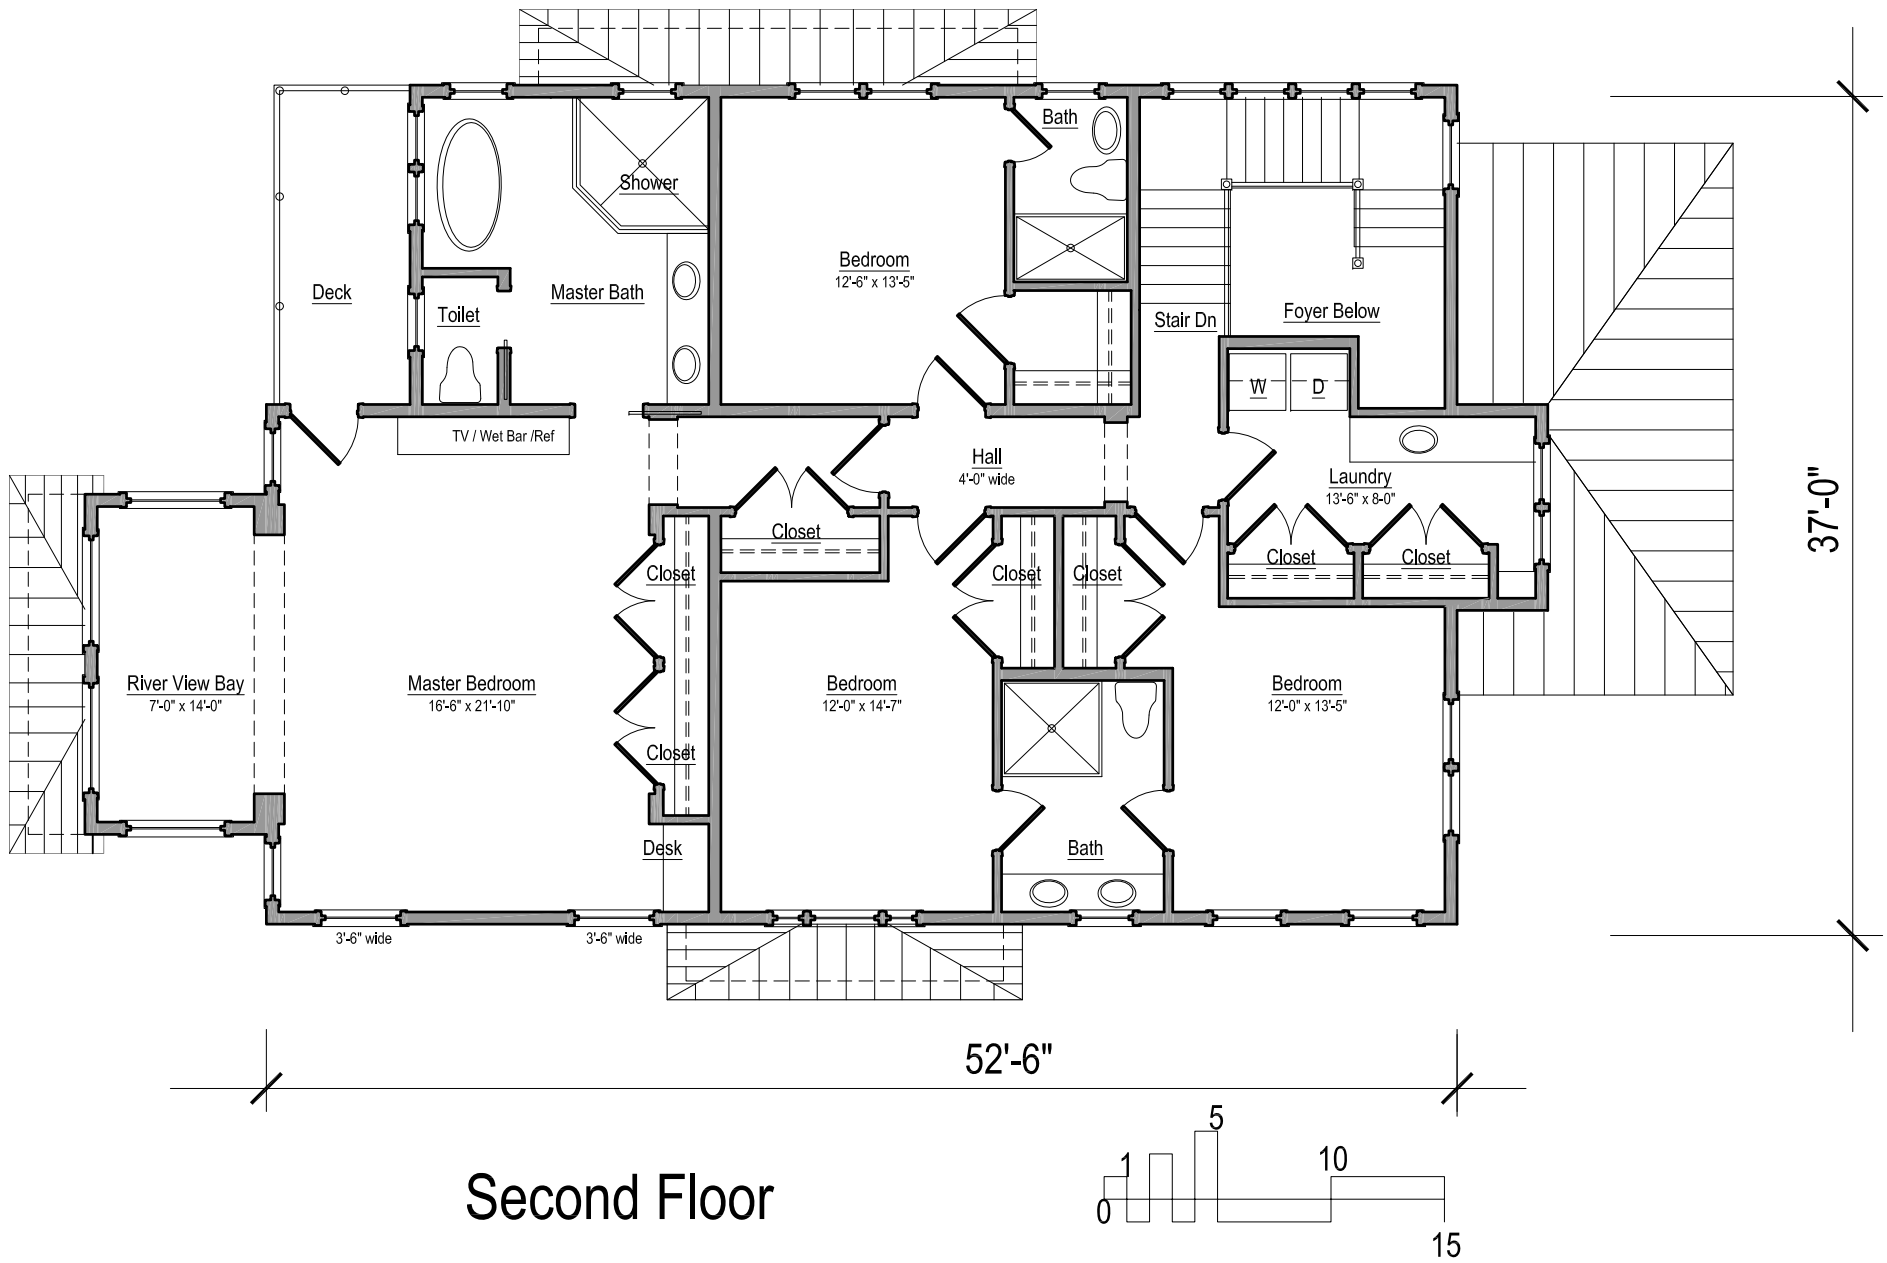 Bath
Shower
Bedroom
12'-6" x 13'-5"
Deck
Master Bath
Toilet
Stair Dn
Foyer Below
W
D
TV / Wet Bar /Ref
Hall
4'-0" wide
Laundry
13'-6" x 8-0"
Closet
Closet
Closet
Closet
Closet
Closet
37'-0"
River View Bay
7'-0" x 14'-0"
Master Bedroom
16'-6" x 21'-10"
Bedroom
12'-0" x 14'-7"
Bedroom
12'-0" x 13'-5"
Closet
Desk
Bath
3'-6" wide
3'-6" wide
52'-6"
Second Floor
0
1
5
10
15